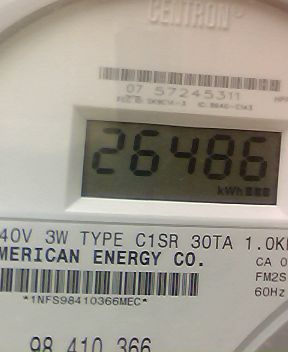 CENTRON®
07 57245311
26486
kWh
40V 3W TYPE C1SR 30TA 1.0K
MERICAN ENERGY CO.
CA 0
FM2S
60Hz
*1NFS98410366MEC*
98 410 366